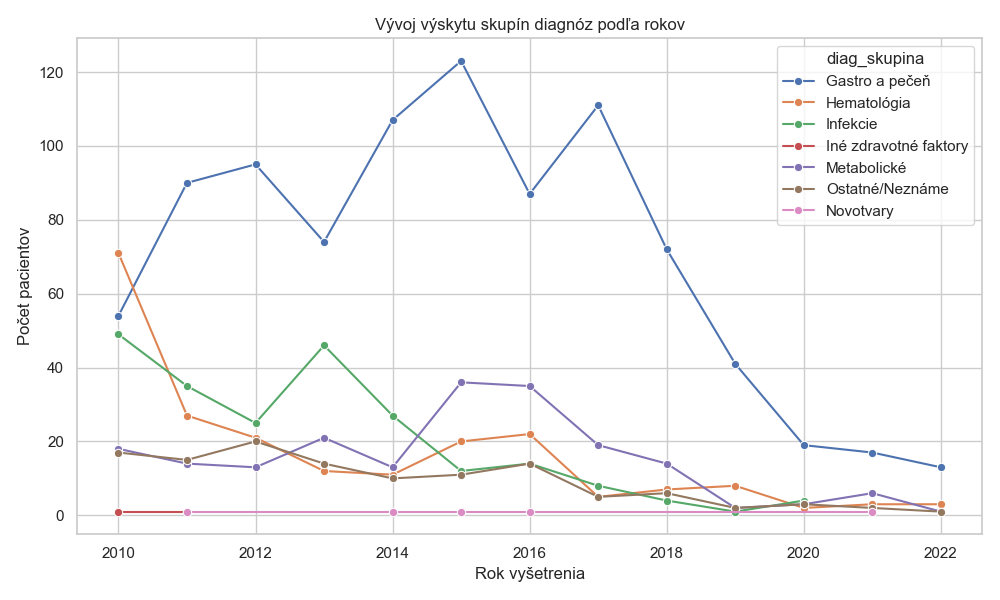 Vývoj výskytu skupín diagnóz podľa rokov
diag_skupina
Gastro a pečeň
Hematológia
Infekcie
Iné zdravotné faktory
Metabolické
Ostatné/Neznáme
Novotvary
Počet pacientov
120
100
80
60
40
20
0
2010
2012
2014
2016
2018
2020
2022
Rok vyšetrenia